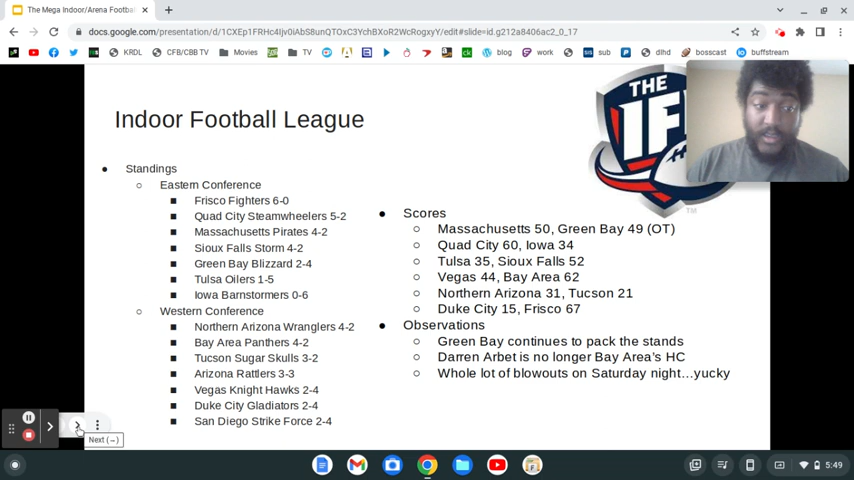 The Mega Indoor/Arena Footbal
docs.google.com/presentation/d/1CXEp1FRHc4Ijv0iAbS8unQTOxC3YchBXoR2WcRogxyY/edit#slide=id.g212a8406ac2_0_17
KRDL
CFB/CBB TV
Movies
TV
blog
work
sub
dlhd
bosscast
buffstream
THE
IF
TM
Indoor Football League
Standings
Eastern Conference
Frisco Fighters 6-0
Quad City Steamwheelers 5-2
Massachusetts Pirates 4-2
Sioux Falls Storm 4-2
Green Bay Blizzard 2-4
Tulsa Oilers 1-5
Iowa Barnstormers 0-6
Western Conference
Northern Arizona Wranglers 4-2
Bay Area Panthers 4-2
Tucson Sugar Skulls 3-2
Arizona Rattlers 3-3
Vegas Knight Hawks 2-4
Duke City Gladiators 2-4
San Diego Strike Force 2-4
Scores
Massachusetts 50, Green Bay 49 (OT)
Quad City 60, Iowa 34
Tulsa 35, Sioux Falls 52
Vegas 44, Bay Area 62
Northern Arizona 31, Tucson 21
Duke City 15, Frisco 67
Observations
Green Bay continues to pack the stands
Darren Arbet is no longer Bay Area's HC
Whole lot of blowouts on Saturday night…yucky
Next (→)
5:49